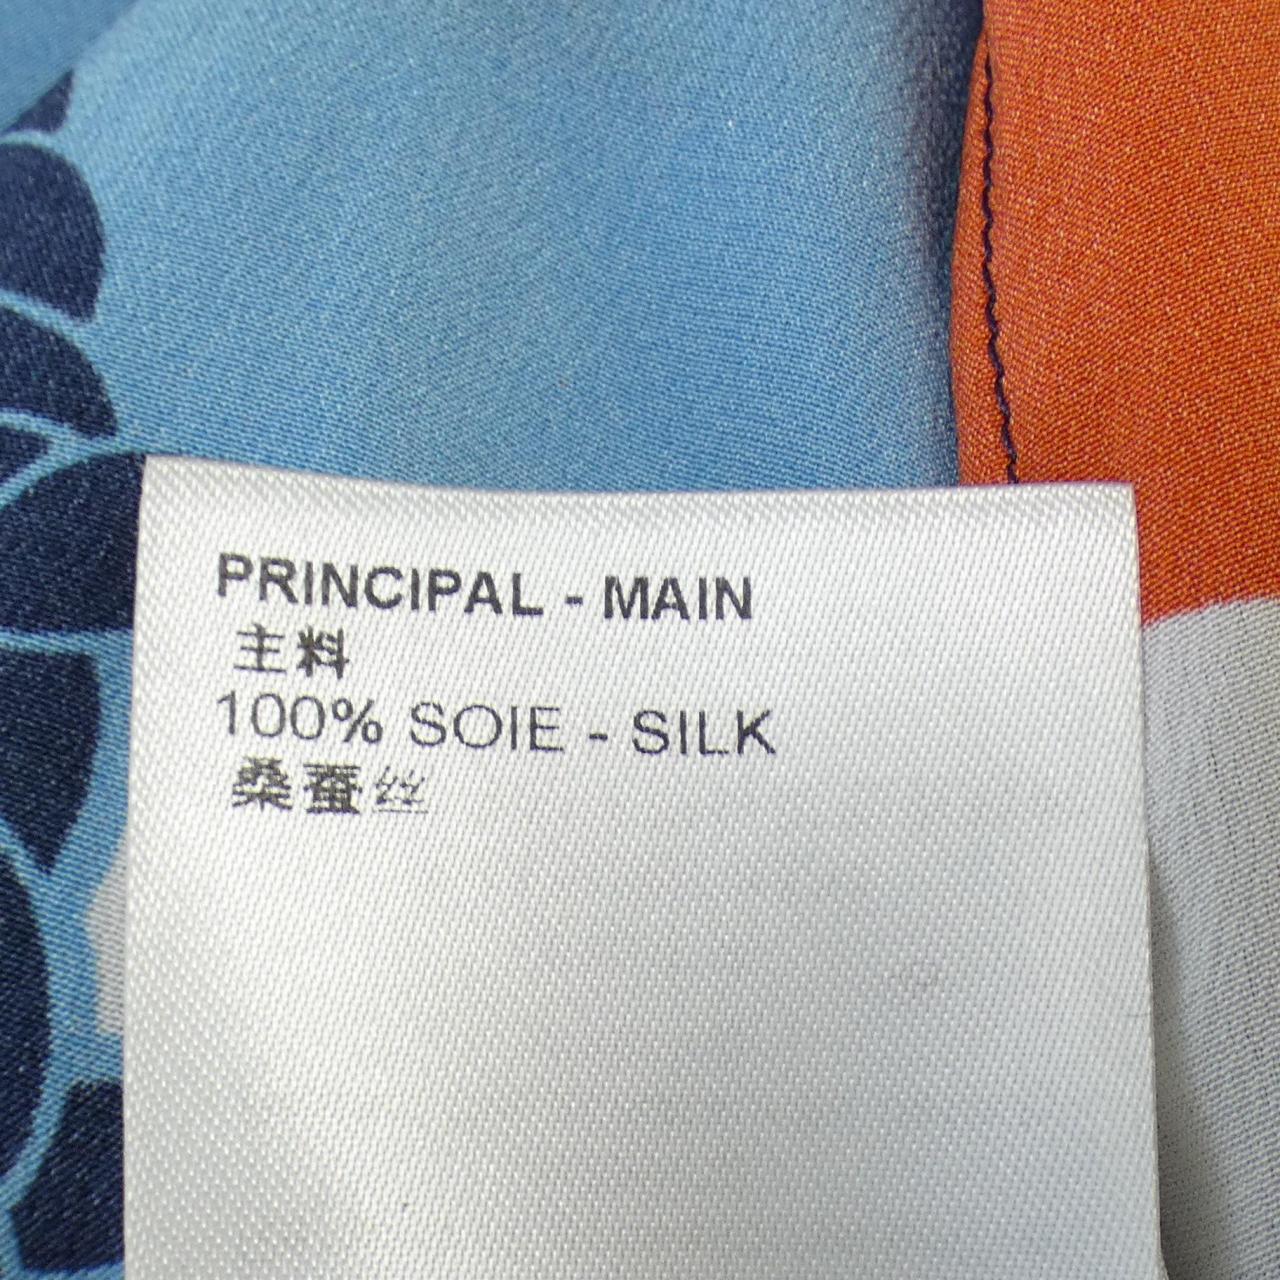 PRINCIPAL - MAIN
主料
100% SOIE - SILK
桑蚕丝